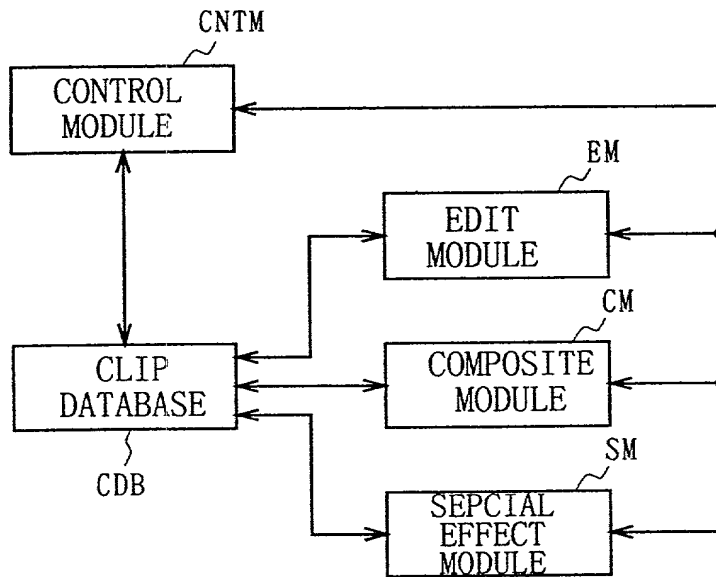 CNTM
CONTROL
MODULE
EM
EDIT
MODULE
CM
CLIP
DATABASE
COMPOSITE
MODULE
CDB
SM
SEPCIAL
EFFECT
MODULE